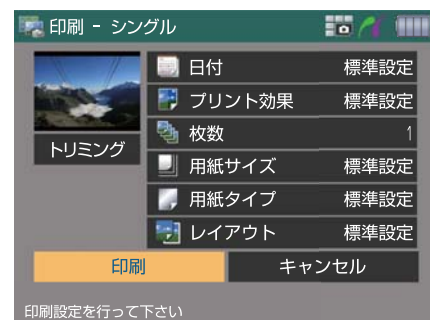 印刷 - シングル
日付 標準設定
プリント効果 標準設定
枚数 1
トリミング
用紙サイズ 標準設定
用紙タイプ 標準設定
レイアウト 標準設定
印刷 キャンセル
印刷設定を行って下さい